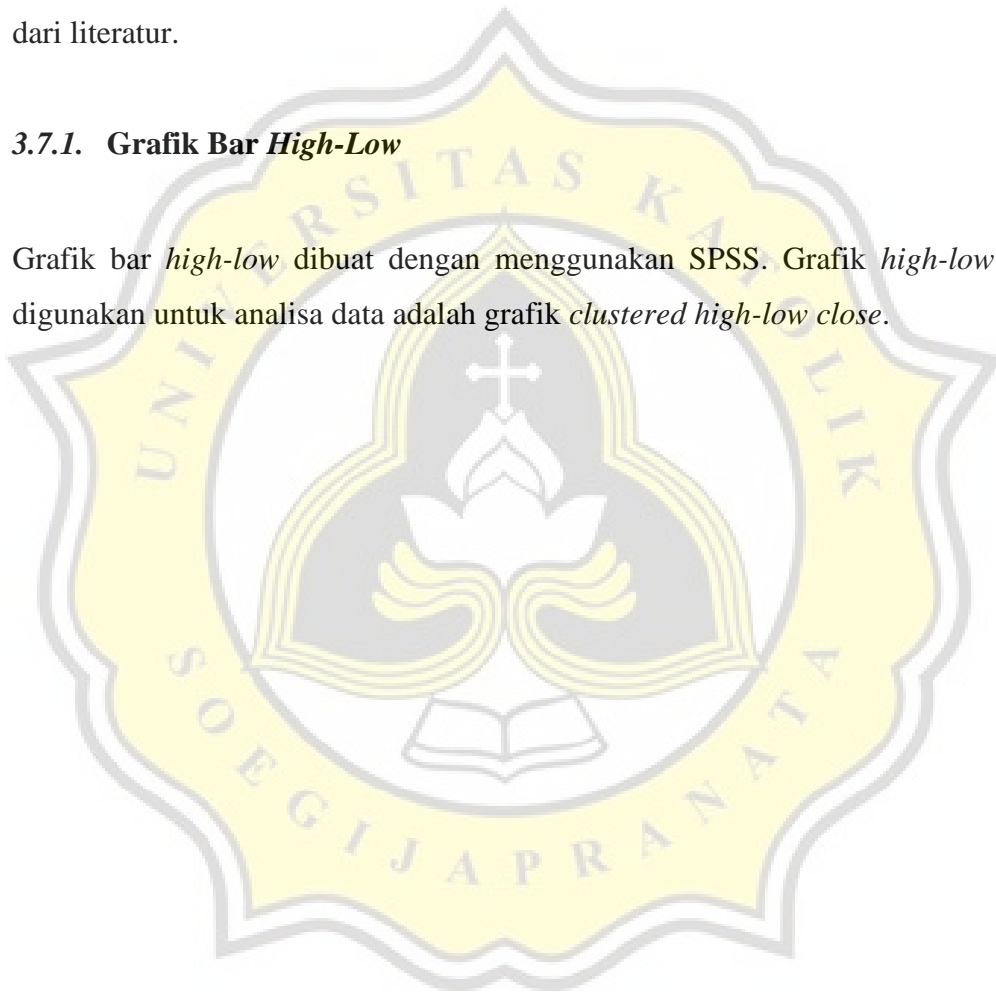 dari literatur.
3.7.1. Grafik Bar High-Low
Grafik bar high-low dibuat dengan menggunakan SPSS. Grafik high-low
digunakan untuk analisa data adalah grafik clustered high-low close.
UNIVERSITAS KATOLIK
SOEGIJAPRANATA